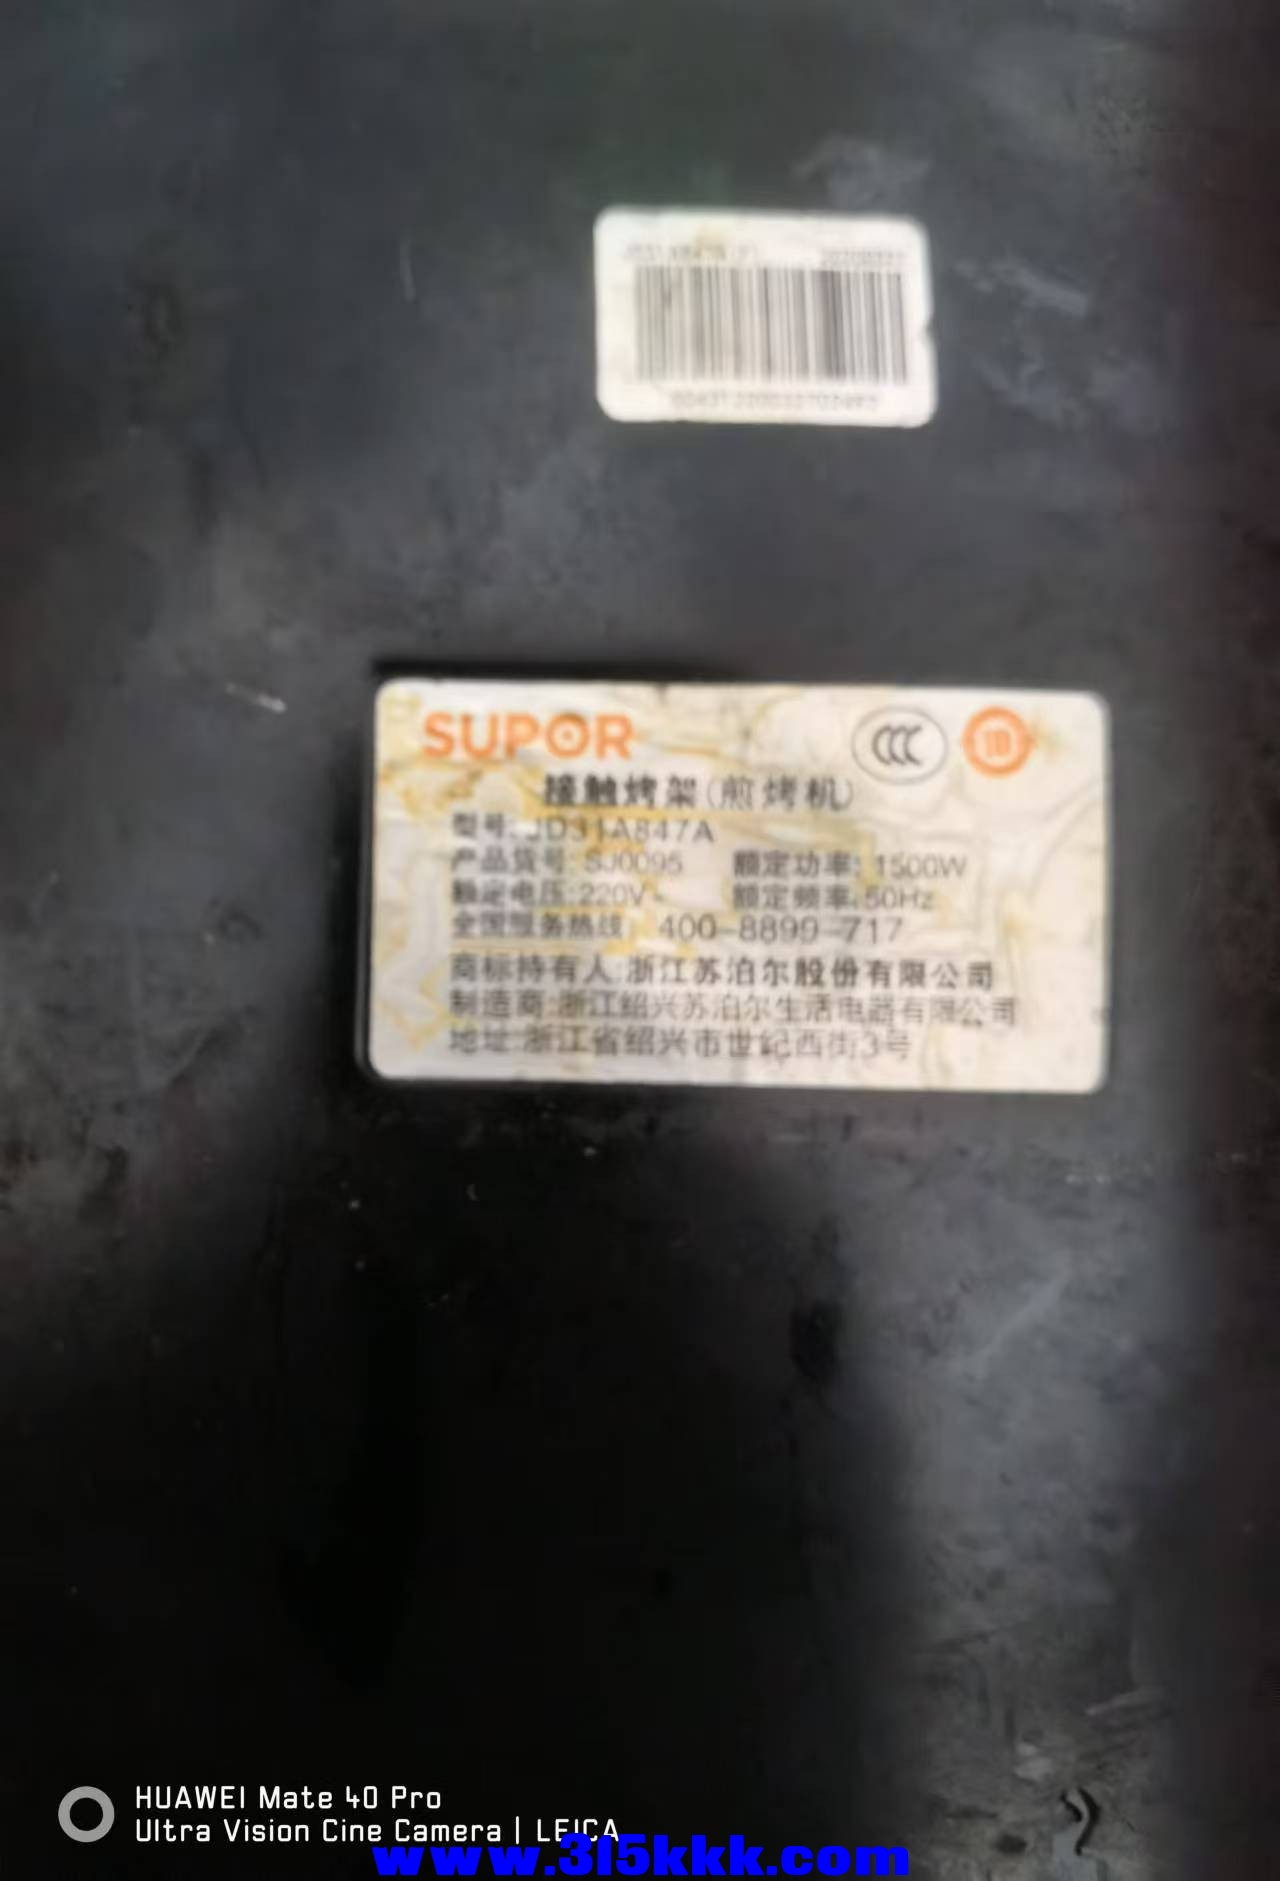 SUPOR
接触烤架(煎烤机)
型号: JD31A847A
产品货号: SJ0095 额定功率: 1500W
额定电压: 220V~ 额定频率: 50Hz
全国服务热线: 400-8899-717
商标持有人:浙江苏泊尔股份有限公司
制造商:浙江绍兴苏泊尔生活电器有限公司
地址:浙江省绍兴市世纪西街3号
HUAWEI Mate 40 Pro
Ultra Vision Cine Camera | LEICA
www.315kkk.com